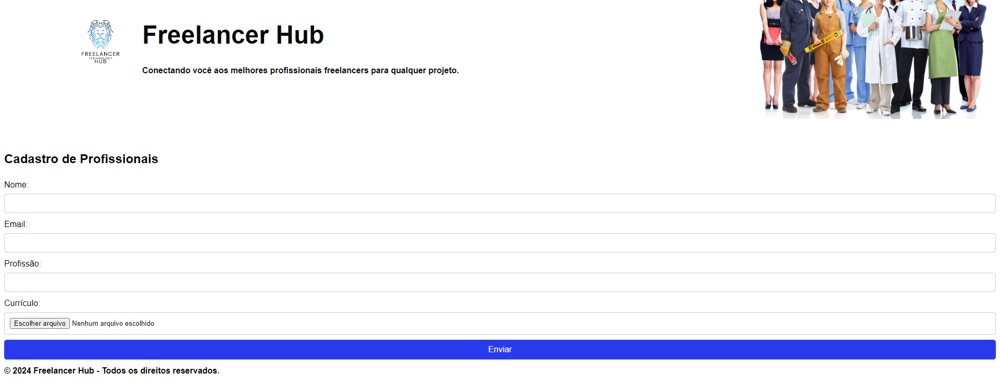 FREELANCER
TECHNOLOGY
HUB
Freelancer Hub
Conectando você aos melhores profissionais freelancers para qualquer projeto.
Cadastro de Profissionais
Nome:
Email:
Profissão:
Currículo:
Escolher arquivo Nenhum arquivo escolhido
Enviar
© 2024 Freelancer Hub - Todos os direitos reservados.